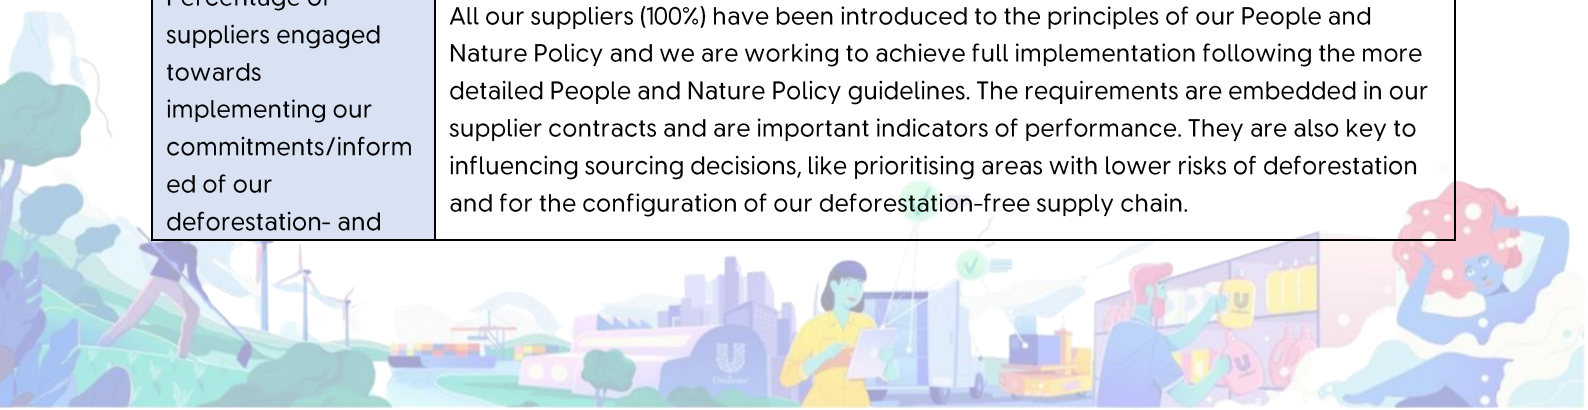 Percentage of
suppliers engaged
towards
implementing our
commitments/inform
ed of our
deforestation- and
All our suppliers (100%) have been introduced to the principles of our People and
Nature Policy and we are working to achieve full implementation following the more
detailed People and Nature Policy guidelines. The requirements are embedded in our
supplier contracts and are important indicators of performance. They are also key to
influencing sourcing decisions, like prioritising areas with lower risks of deforestation
and for the configuration of our deforestation-free supply chain.
Unilever